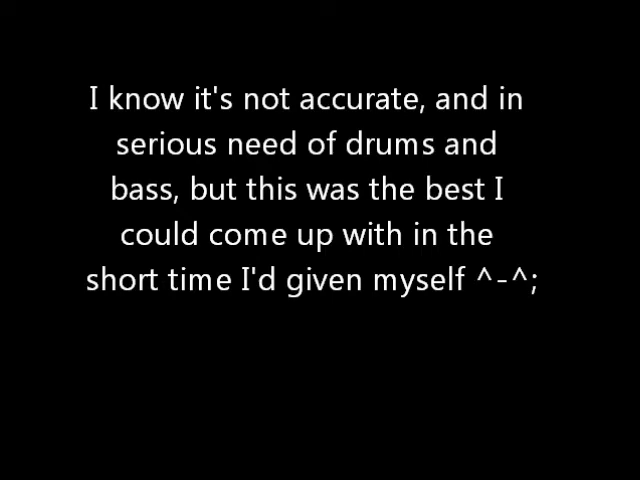 I know it's not accurate, and in
serious need of drums and
bass, but this was the best I
could come up with in the
short time I'd given myself ^-^;